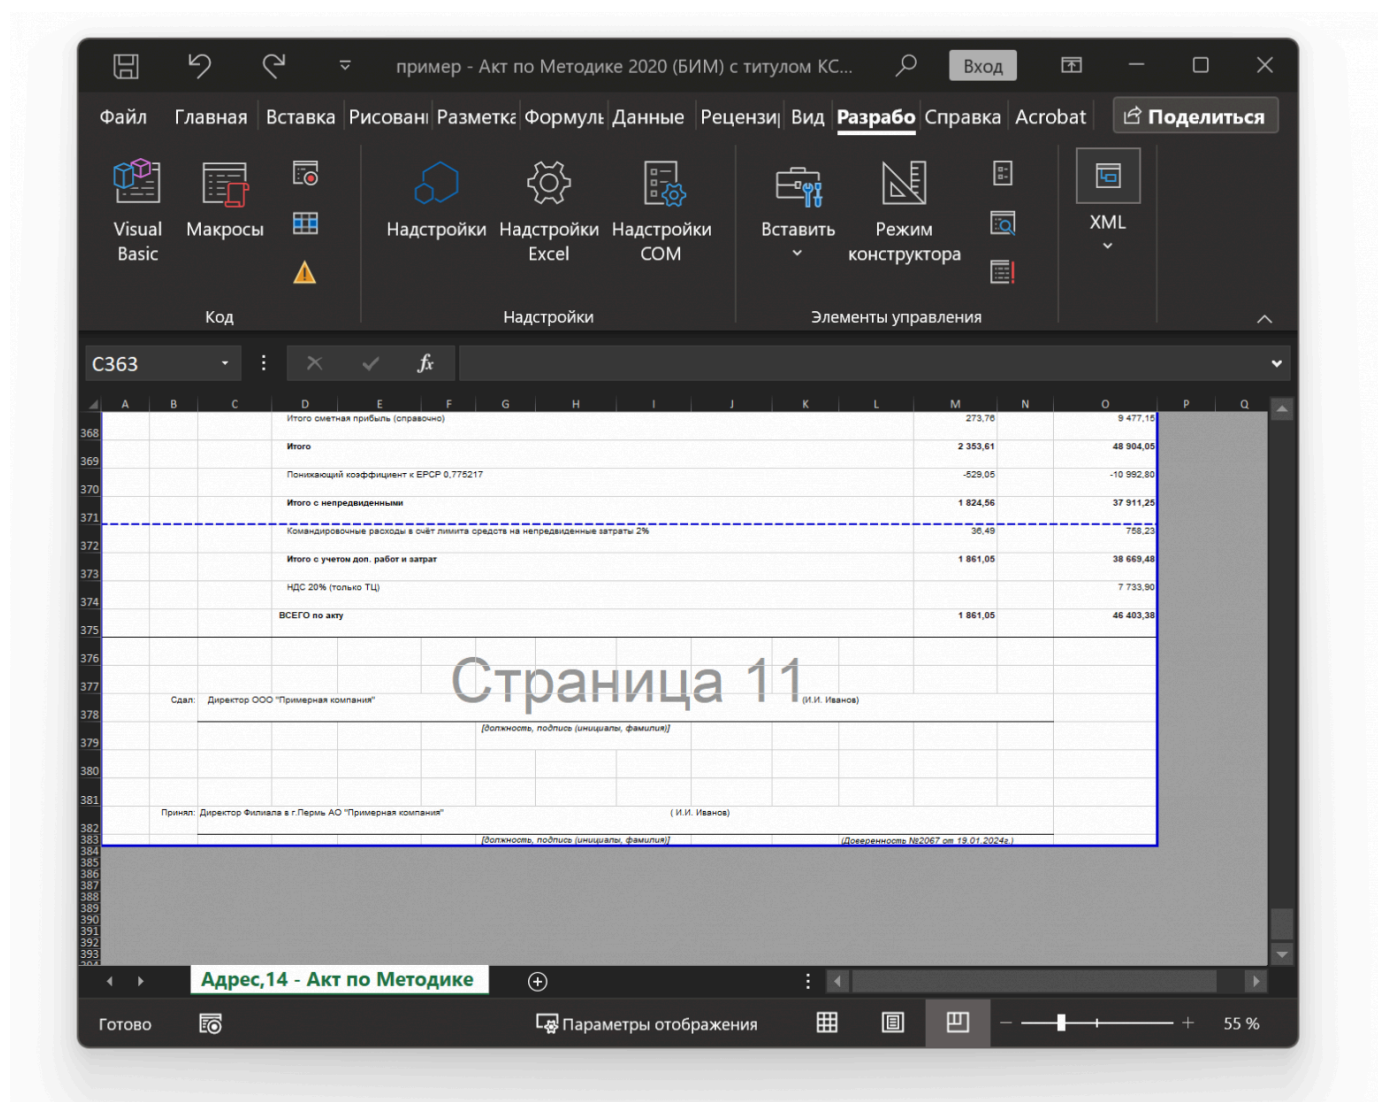 пример - Акт по Методике 2020 (БИМ) с титулом КС...
Вход
Файл Главная Вставка Рисовани Разметка Формуль Данные Рецензи Вид Разрабо Справка Acrobat Поделиться
Visual Basic
Макросы
Надстройки
Надстройки Excel
Надстройки COM
Вставить
Режим конструктора
XML
Код
Надстройки
Элементы управления
C363
fx
A B C D E F G H I J K L M N O P Q
Итого сметная прибыль (справочно) 273,76 9 477,15
368
Итого 2 353,61 48 904,05
369
Понижающий коэффициент к ЕРСР 0,775217 -529,05 -10 992,80
370
Итого с непредвиденными 1 824,56 37 911,25
371
Командировочные расходы в счёт лимита средств на непредвиденные затраты 2% 36,49 758,23
372
Итого с учетом доп. работ и затрат 1 861,05 38 669,48
373
НДС 20% (только ТЦ) 7 733,90
374
ВСЕГО по акту 1 861,05 46 403,38
375
376
Страница 11
377
Сдал: Директор ООО "Примерная компания" (И.И. Иванов)
378
[должность, подпись (инициалы, фамилия)]
379
380
381
Принял: Директор Филиала в г.Пермь АО "Примерная компания" ( И.И. Иванов)
382
383 [должность, подпись (инициалы, фамилия)] (Доверенность №2067 от 19.01.2024г.)
384
385
386
387
388
389
390
391
392
393
Адрес,14 - Акт по Методике
Готово
Параметры отображения
55 %